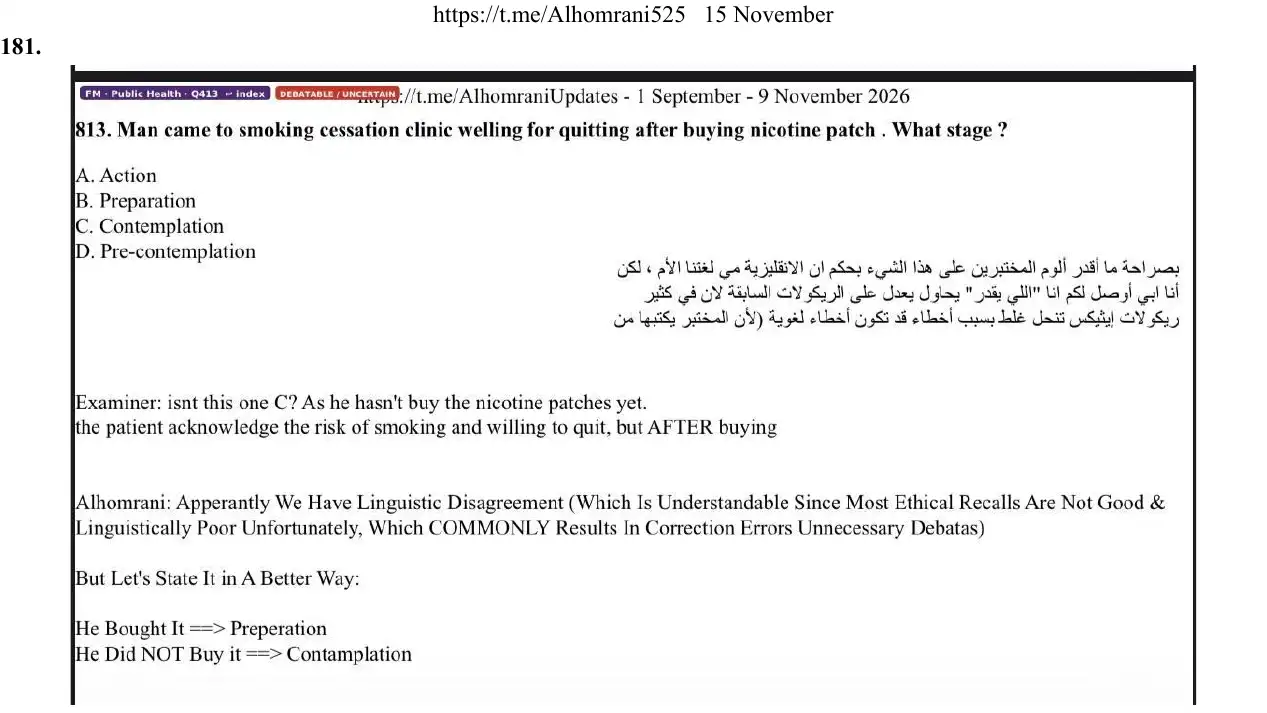 https://t.me/Alhomrani525 15 November
181.
FM - Public Health - Q413 ↩ index DEBATABLE / UNCERTAIN
https://t.me/AlhomraniUpdates - 1 September - 9 November 2026
813. Man came to smoking cessation clinic welling for quitting after buying nicotine patch . What stage ?
A. Action
B. Preparation
C. Contemplation
D. Pre-contemplation
بصراحة ما أقدر ألوم المختبرين على هذا الشيء بحكم ان الانقليزية مي لغتنا الأم ، لكن
أنا ابي أوصل لكم انا "اللي يقدر" يحاول يعدل على الريكولات السابقة لان في كثير
ريكولات إيثيكس تنحل غلط بسبب أخطاء قد تكون أخطاء لغوية (لأن المختبر يكتبها من
Examiner: isnt this one C? As he hasn't buy the nicotine patches yet.
the patient acknowledge the risk of smoking and willing to quit, but AFTER buying
Alhomrani: Apperantly We Have Linguistic Disagreement (Which Is Understandable Since Most Ethical Recalls Are Not Good &
Linguistically Poor Unfortunately, Which COMMONLY Results In Correction Errors Unnecessary Debatas)
But Let's State It in A Better Way:
He Bought It ==> Preperation
He Did NOT Buy it ==> Contamplation